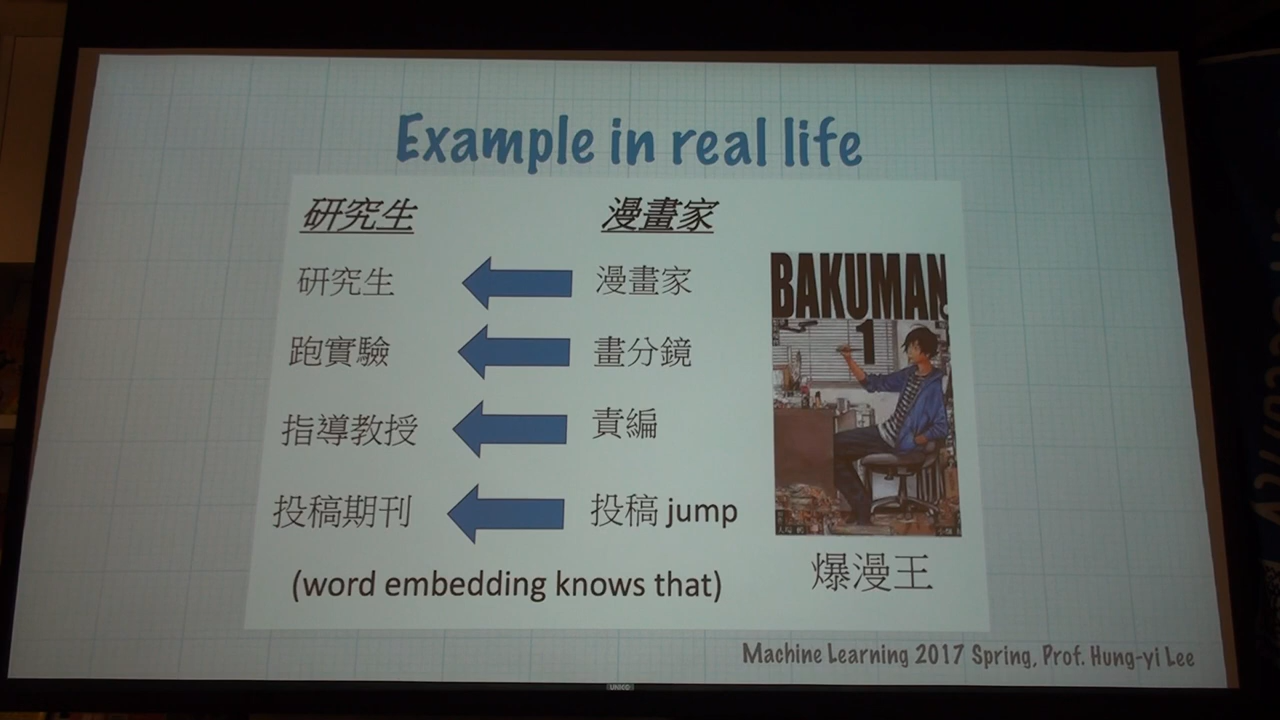 Example in real life
研究生 漫畫家
研究生 漫畫家
跑實驗 畫分鏡
指導教授 責編
投稿期刊 投稿 jump
(word embedding knows that)
BAKUMAN
1
爆漫王
Machine Learning 2017 Spring, Prof. Hung-yi Lee